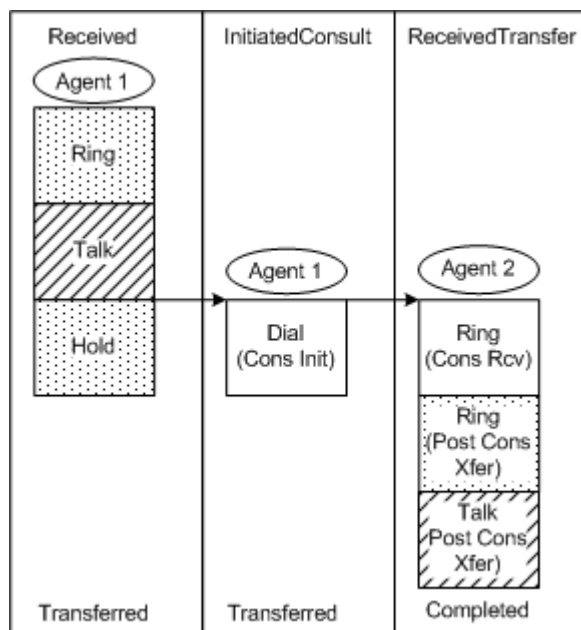 Received
InitiatedConsult
ReceivedTransfer
Agent 1
Ring
Talk
Hold
Agent 1
Dial
(Cons Init)
Agent 2
Ring
(Cons Rcv)
Ring
(Post Cons
Xfer)
Talk
Post Cons
Xfer)
Transferred
Transferred
Completed